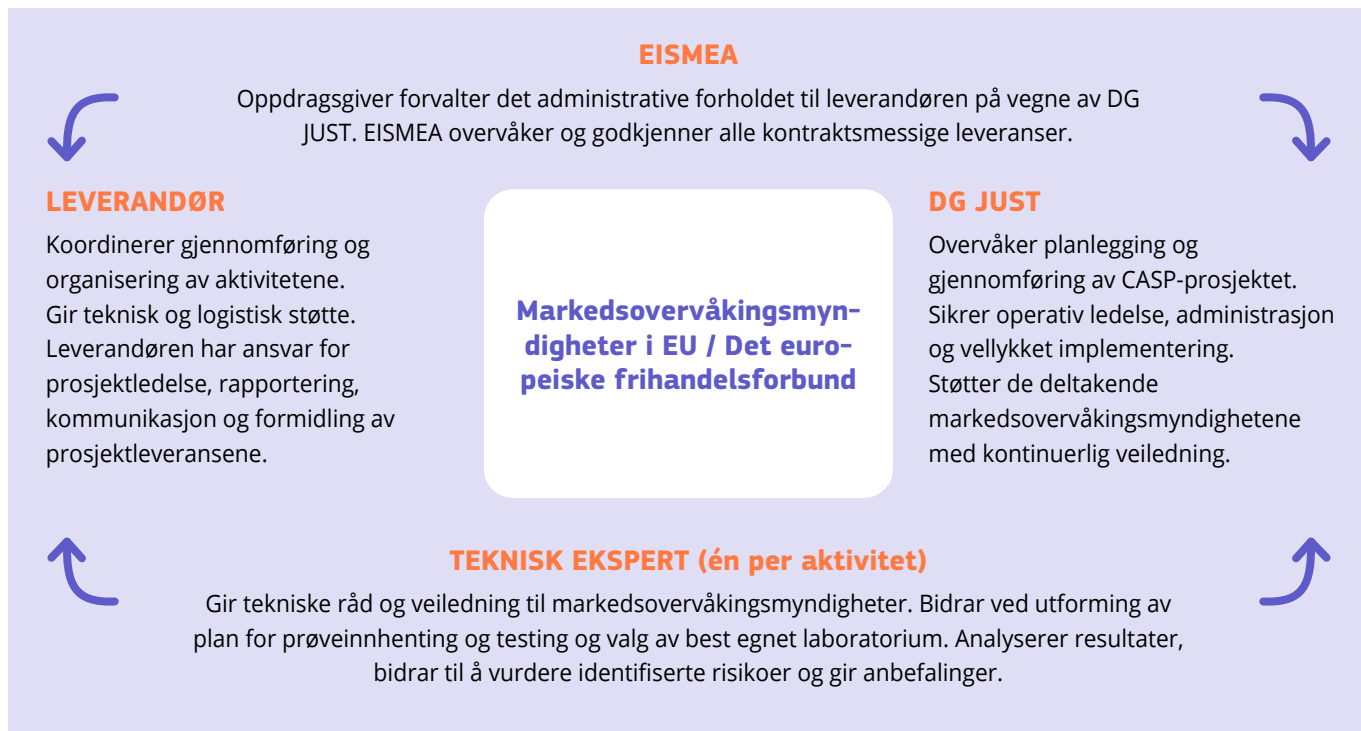 EISMEA
Oppdragsgiver forvalter det administrative forholdet til leverandøren på vegne av DG
JUST. EISMEA overvåker og godkjenner alle kontraktsmessige leveranser.
LEVERANDØR
Koordinerer gjennomføring og
organisering av aktivitetene.
Gir teknisk og logistisk støtte.
Leverandøren har ansvar for
prosjektledelse, rapportering,
kommunikasjon og formidling av
prosjektleveransene.
Markedsovervåkingsmyn-
digheter i EU / Det euro-
peiske frihandelsforbund
DG JUST
Overvåker planlegging og
gjennomføring av CASP-prosjektet.
Sikrer operativ ledelse, administrasjon
og vellykket implementering.
Støtter de deltakende
markedsovervåkingsmyndighetene
med kontinuerlig veiledning.
TEKNISK EKSPERT (én per aktivitet)
Gir tekniske råd og veiledning til markedsovervåkingsmyndigheter. Bidrar ved utforming av
plan for prøveinnhenting og testing og valg av best egnet laboratorium. Analyserer resultater,
bidrar til å vurdere identifiserte risikoer og gir anbefalinger.